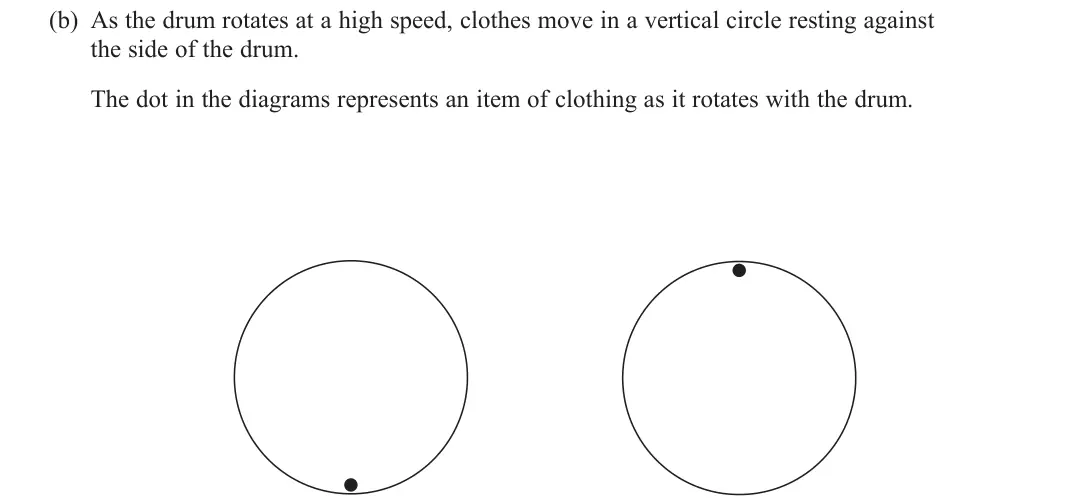 (b) As the drum rotates at a high speed, clothes move in a vertical circle resting against
the side of the drum.
The dot in the diagrams represents an item of clothing as it rotates with the drum.